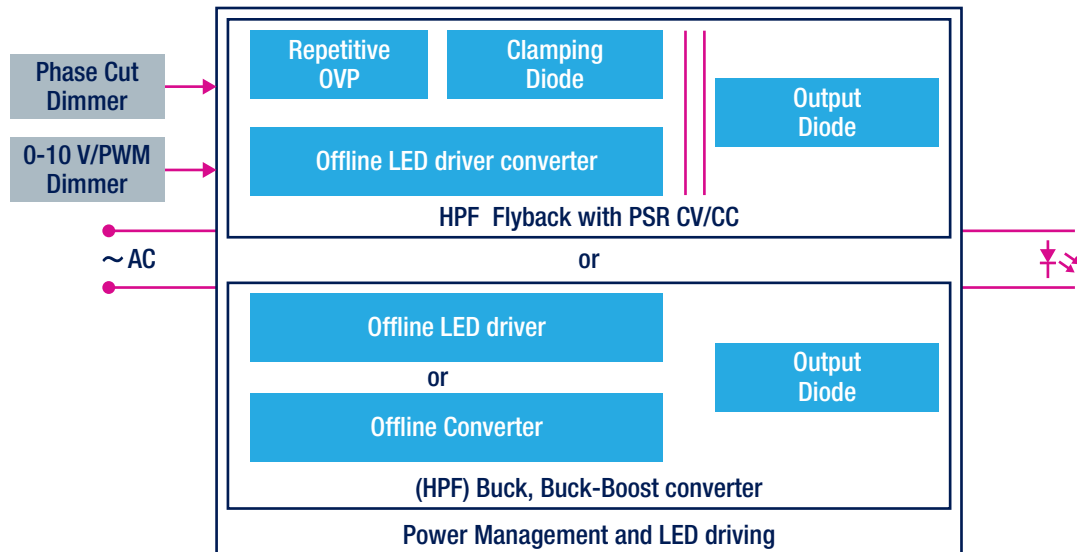 Phase Cut
Dimmer
0-10 V/PWM
Dimmer
~ AC
Repetitive
OVP
Clamping
Diode
Offline LED driver converter
Output
Diode
HPF Flyback with PSR CV/CC
or
Offline LED driver
or
Offline Converter
Output
Diode
(HPF) Buck, Buck-Boost converter
Power Management and LED driving